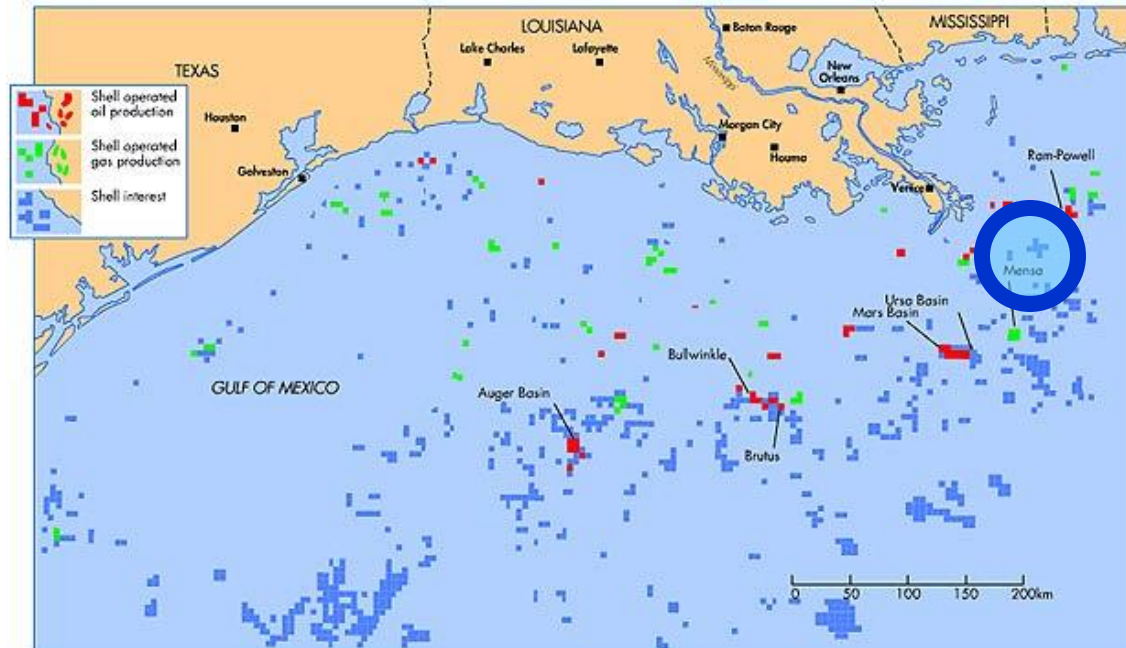 LOUISIANA
MISSISSIPPI
Baton Rouge
Lake Charles
Lafayette
Mississippi
New
Orleans
TEXAS
Shell operated
oil production
Houston
Morgan City
Houma
Shell operated
gas production
Ram-Powell
Galveston
Venice
Shell interest
Mensa
Ursa Basin
Mars Basin
Bullwinkle
GULF OF MEXICO
Auger Basin
Brutus
0 50 100 150 200km